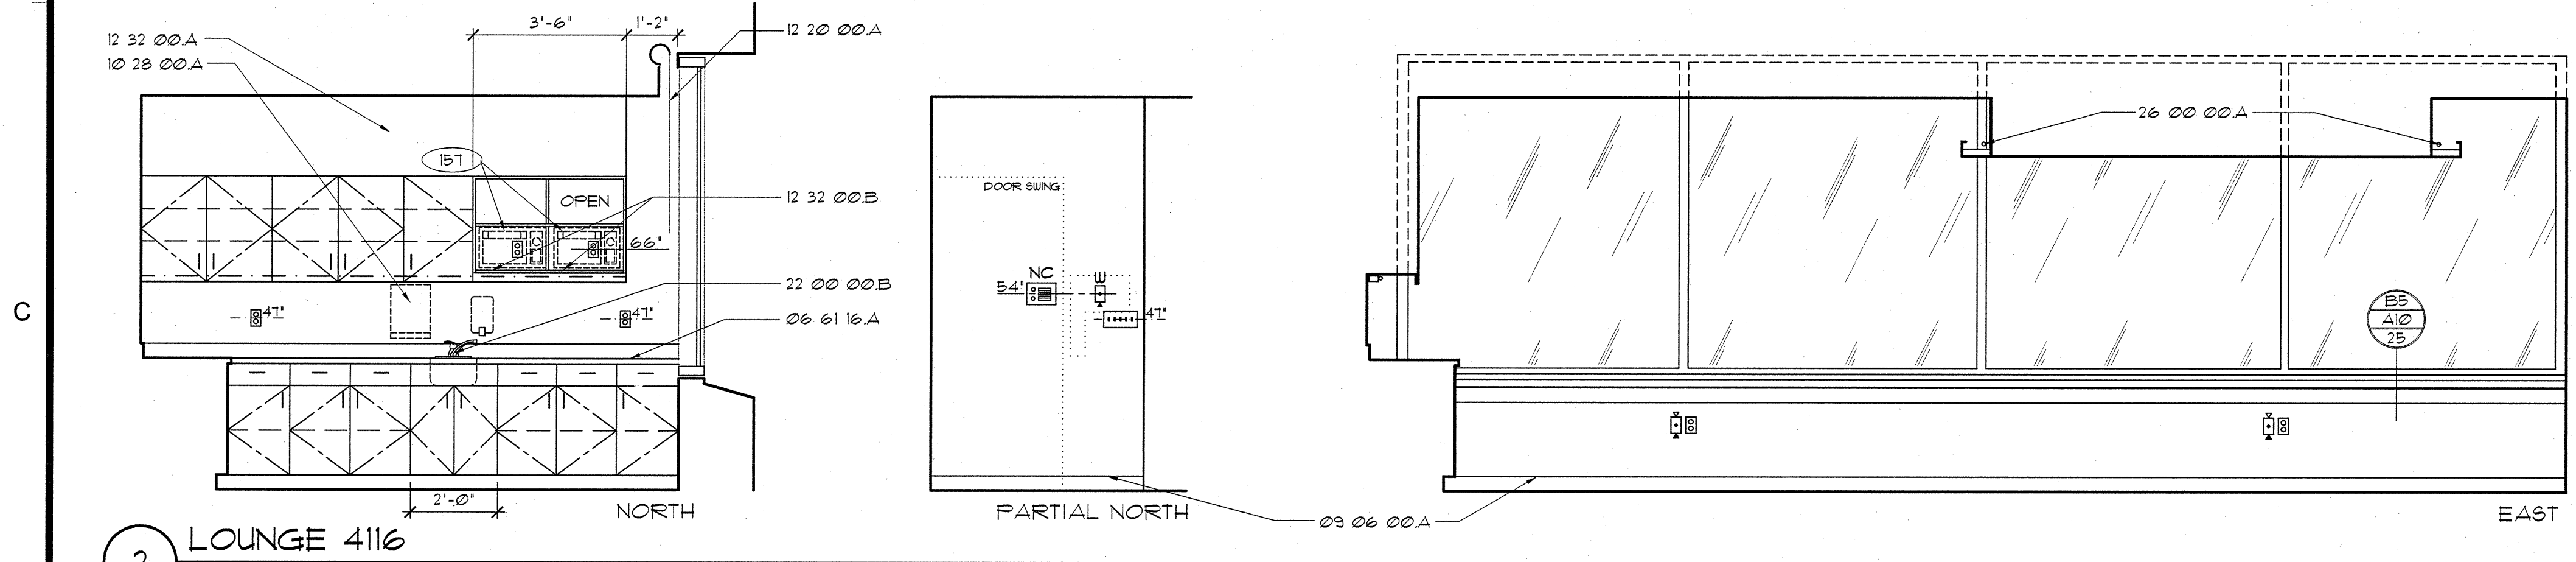 3'-6"
1'-2"
12 32 00.A
10 28 00.A
12 20 00.A
157
OPEN
12 32 00.B
66"
22 00 00.B
47"
47"
06 61 16.A
2'-0"
NORTH
DOOR SWING
NC
W
54"
47"
PARTIAL NORTH
09 06 00.A
26 00 00.A
B5
A10
25
EAST
C
2
LOUNGE 4116